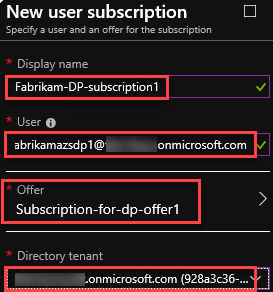 New user subscription
Specify a user and an offer for the subscription
* Display name
Fabrikam-DP-subscription1
* User
abrikamazsdp1@ onmicrosoft.com
* Offer
Subscription-for-dp-offer1
* Directory tenant
.onmicrosoft.com (928a3c36-...